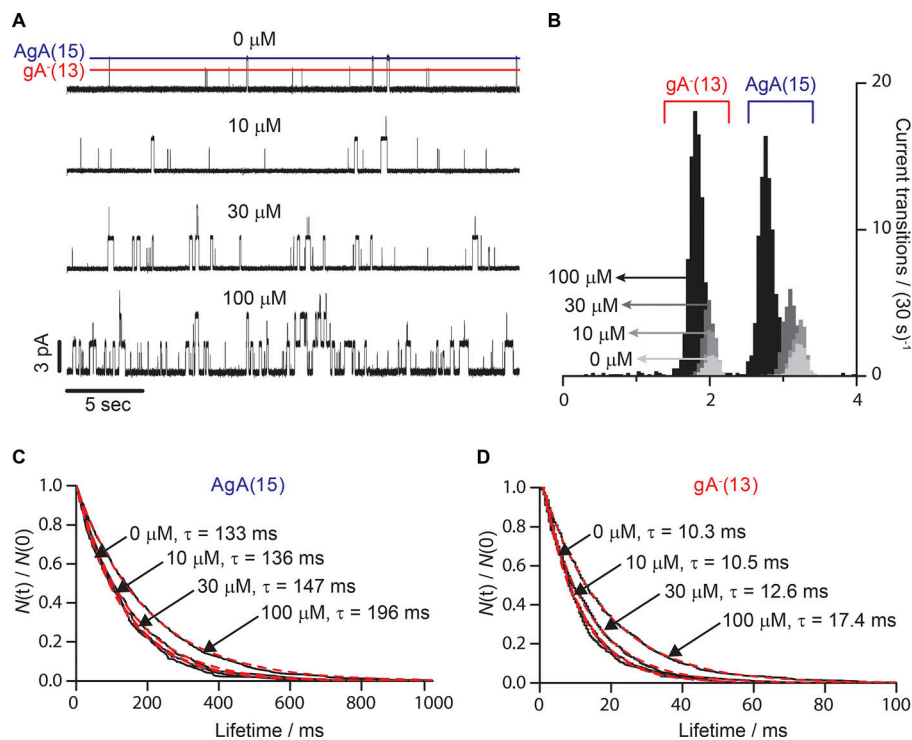 A
0 µM
AgA(15)
gA-(13)
10 µM
30 µM
100 µM
3 pA
5 sec
B
gA-(13)
AgA(15)
20
10
0
Current transitions / (30 s)-1
100 µM
30 µM
10 µM
0 µM
0
2
4
C
AgA(15)
N(t) / N(0)
1.0
0.8
0.6
0.4
0.2
0.0
0 µM, τ = 133 ms
10 µM, τ = 136 ms
30 µM, τ = 147 ms
100 µM, τ = 196 ms
0
200
400
600
800
1000
Lifetime / ms
D
gA-(13)
N(t) / N(0)
1.0
0.8
0.6
0.4
0.2
0.0
0 µM, τ = 10.3 ms
10 µM, τ = 10.5 ms
30 µM, τ = 12.6 ms
100 µM, τ = 17.4 ms
0
20
40
60
80
100
Lifetime / ms